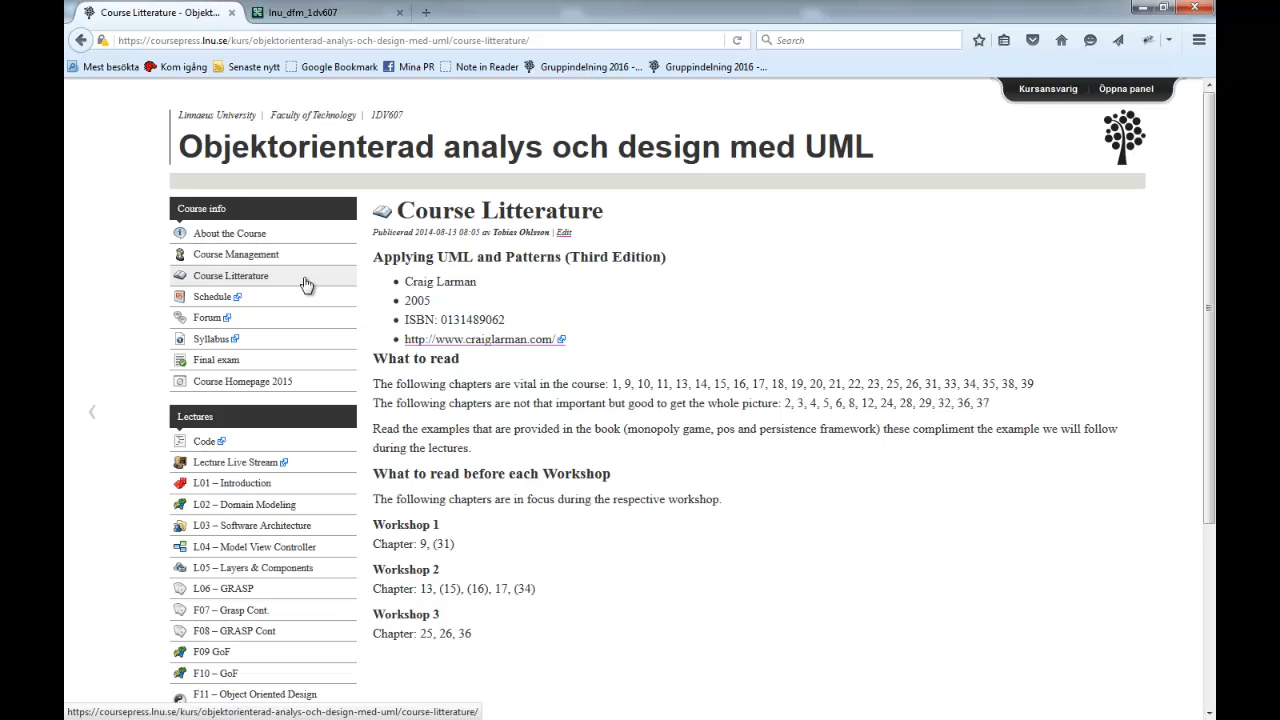 Course Litterature - Objekt...
lnu_dfm_1dv607
https://coursepress.lnu.se/kurs/objektorienterad-analys-och-design-med-uml/course-litterature/
Search
Mest besökta
Kom igång
Senaste nytt
Google Bookmark
Mina PR
Note in Reader
Gruppindelning 2016 -...
Gruppindelning 2016 -...
Kursansvarig
Öppna panel
Linnaeus University | Faculty of Technology | 1DV607
Objektorienterad analys och design med UML
Course info
About the Course
Course Management
Course Litterature
Schedule
Forum
Syllabus
Final exam
Course Homepage 2015
Lectures
Code
Lecture Live Stream
L01 – Introduction
L02 – Domain Modeling
L03 – Software Architecture
L04 – Model View Controller
L05 – Layers & Components
L06 – GRASP
F07 – Grasp Cont.
F08 – GRASP Cont
F09 GoF
F10 – GoF
F11 – Object Oriented Design
Course Litterature
Publicerad 2014-08-13 08:05 av Tobias Ohlsson | Edit
Applying UML and Patterns (Third Edition)
• Craig Larman
• 2005
• ISBN: 0131489062
• http://www.craiglarman.com/
What to read
The following chapters are vital in the course: 1, 9, 10, 11, 13, 14, 15, 16, 17, 18, 19, 20, 21, 22, 23, 25, 26, 31, 33, 34, 35, 38, 39
The following chapters are not that important but good to get the whole picture: 2, 3, 4, 5, 6, 8, 12, 24, 28, 29, 32, 36, 37
Read the examples that are provided in the book (monopoly game, pos and persistence framework) these compliment the example we will follow
during the lectures.
What to read before each Workshop
The following chapters are in focus during the respective workshop.
Workshop 1
Chapter: 9, (31)
Workshop 2
Chapter: 13, (15), (16), 17, (34)
Workshop 3
Chapter: 25, 26, 36
https://coursepress.lnu.se/kurs/objektorienterad-analys-och-design-med-uml/course-litterature/